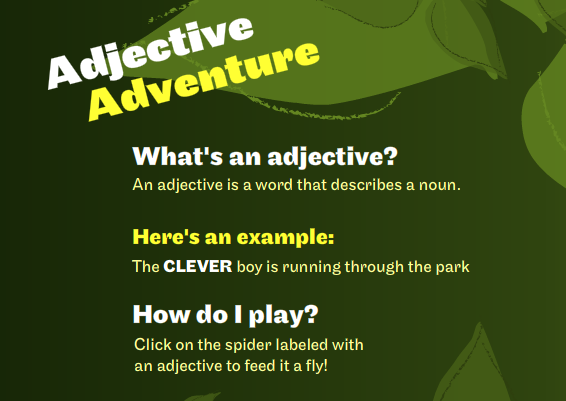 Adjective
Adventure
What's an adjective?
An adjective is a word that describes a noun.
Here's an example:
The CLEVER boy is running through the park
How do I play?
Click on the spider labeled with
an adjective to feed it a fly!